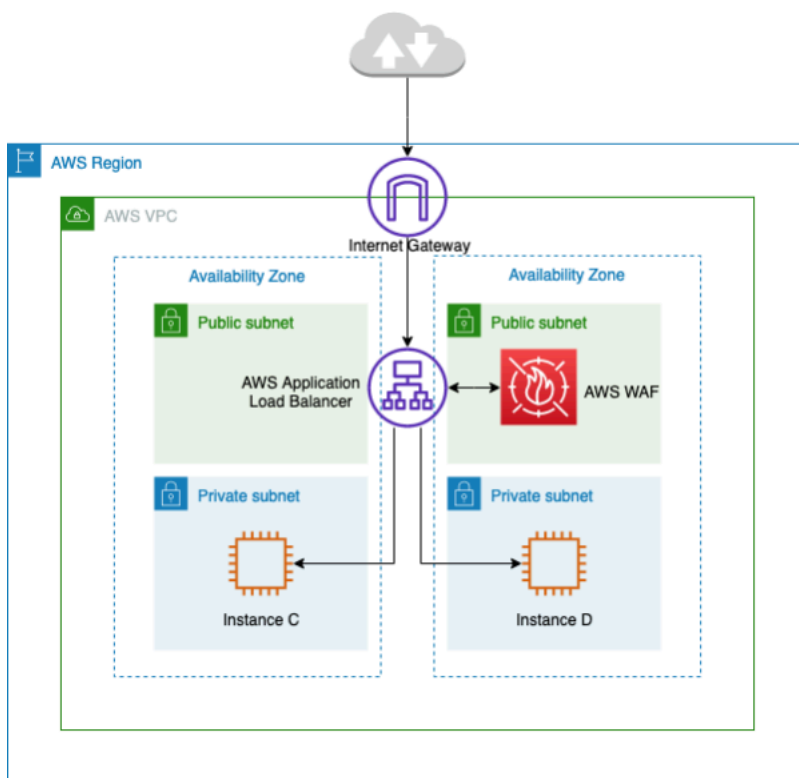 AWS Region
AWS VPC
Internet Gateway
Availability Zone
Availability Zone
Public subnet
Public subnet
AWS Application
Load Balancer
AWS WAF
Private subnet
Private subnet
Instance C
Instance D